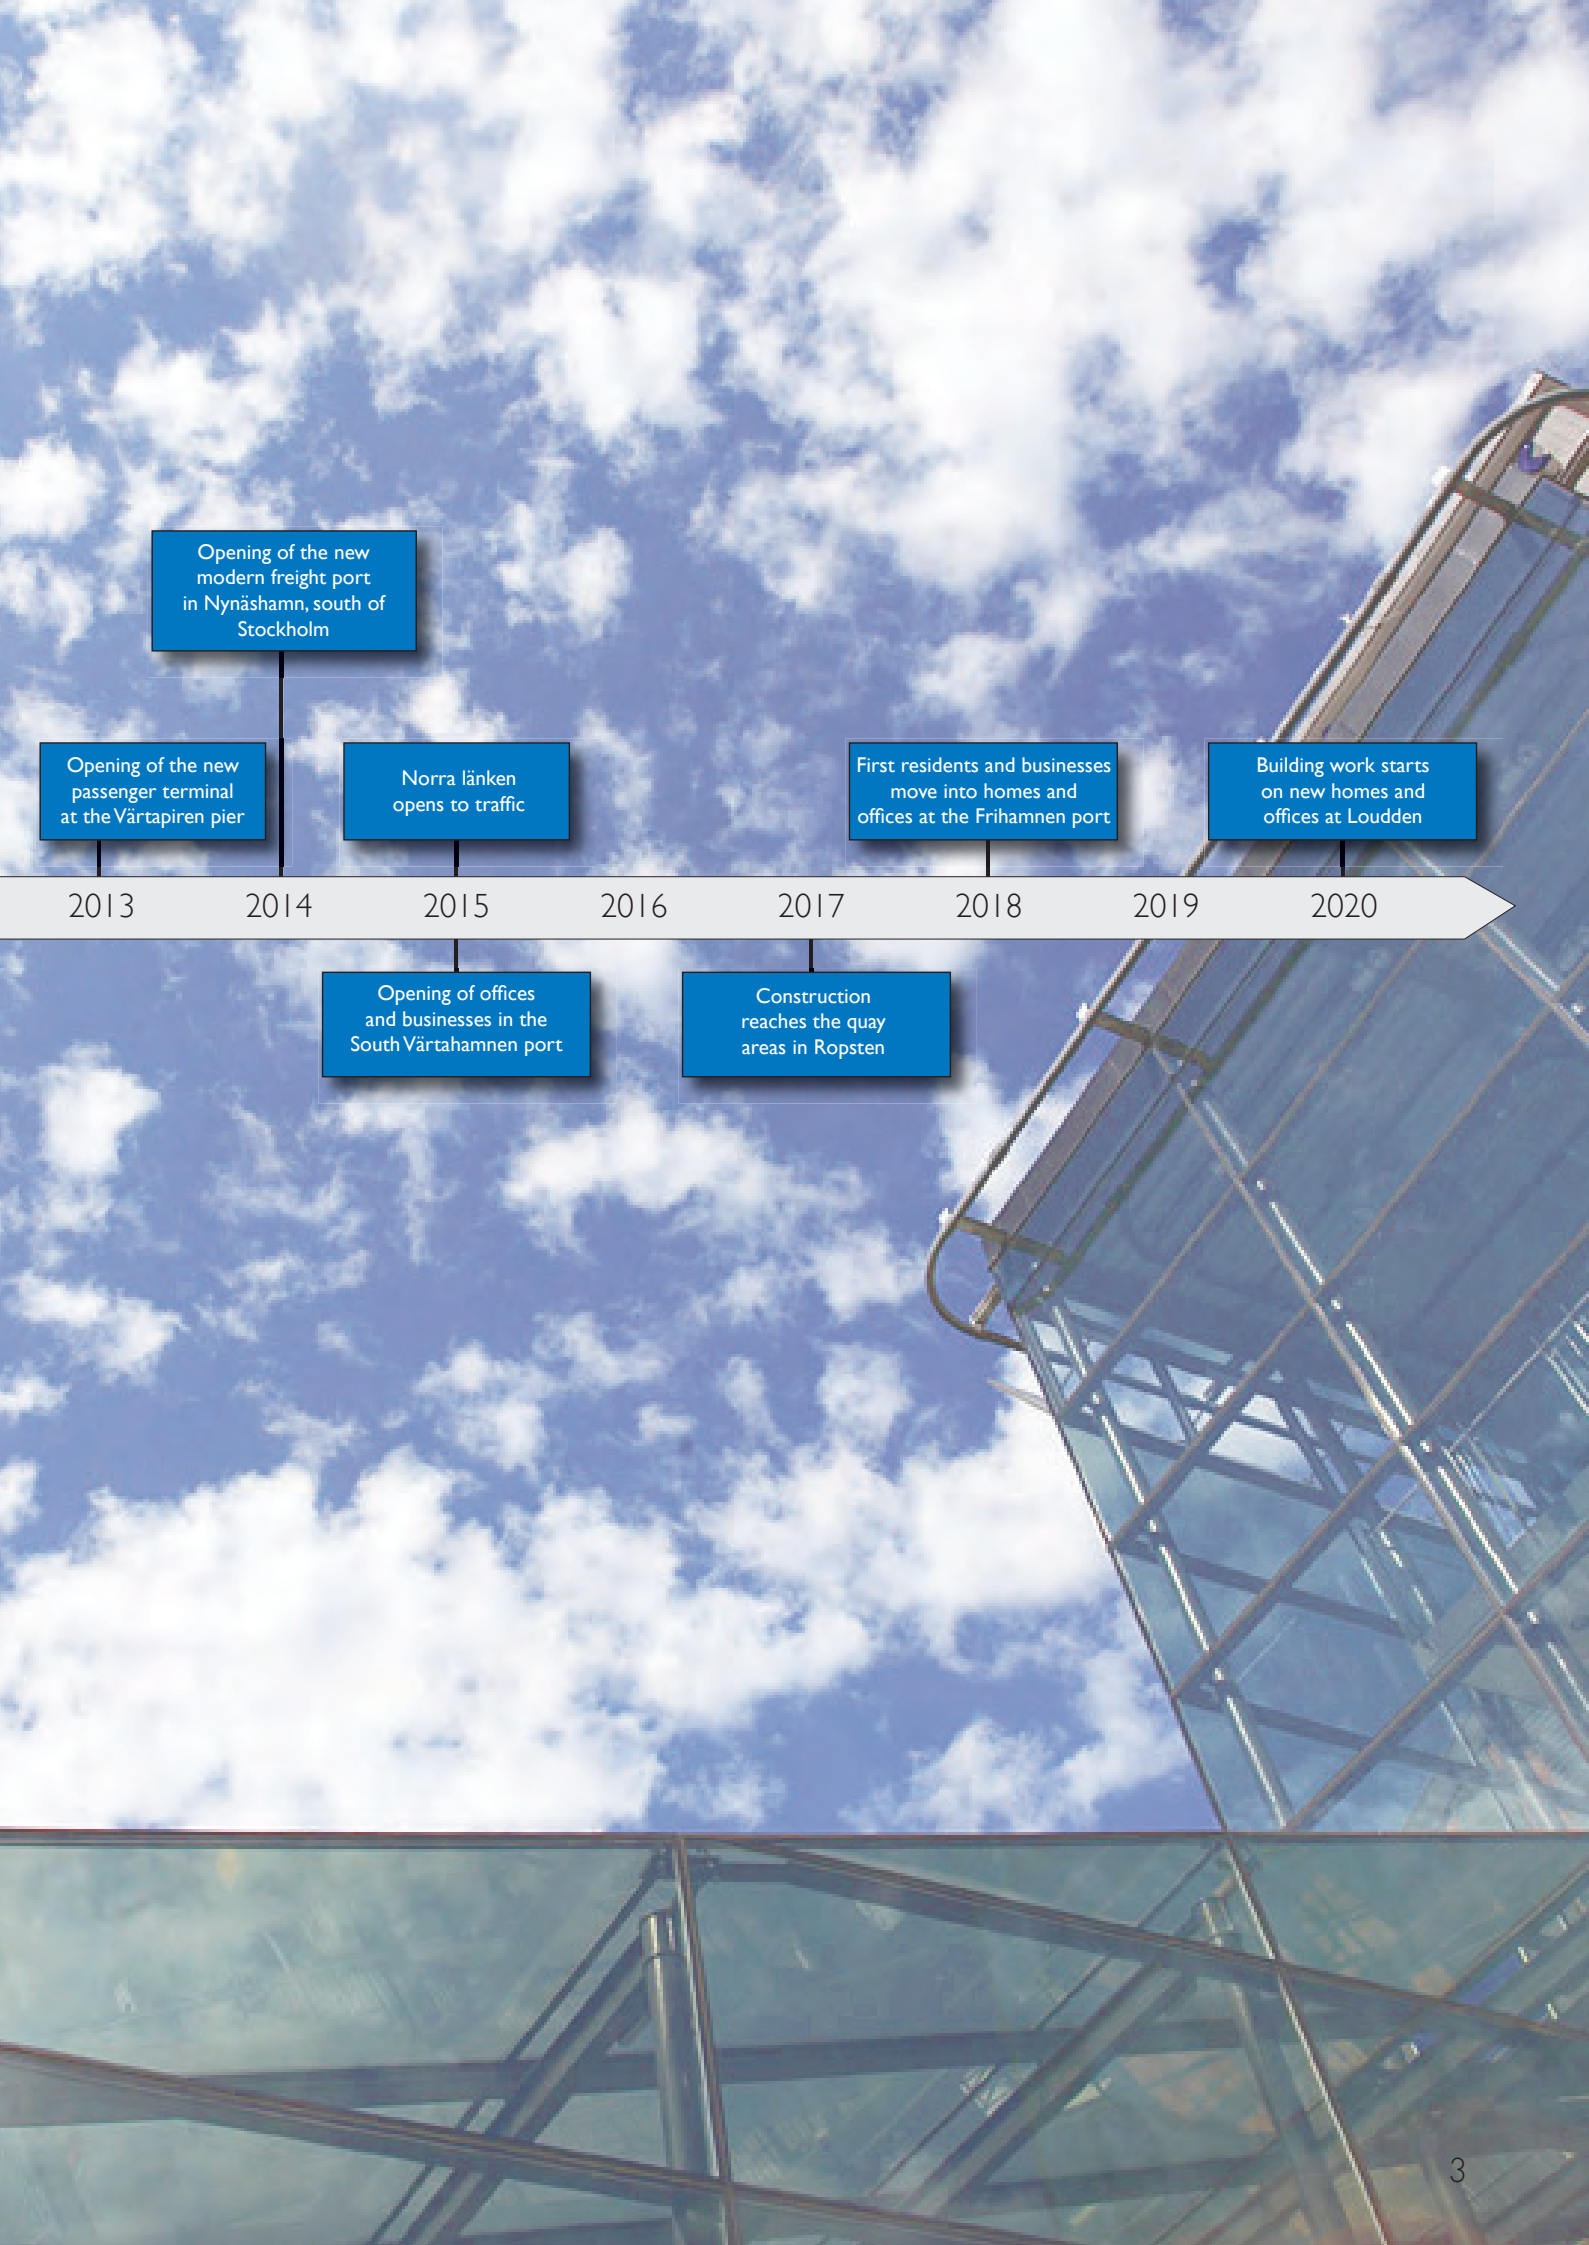 Opening of the new
modern freight port
in Nynäshamn, south of
Stockholm
Opening of the new
passenger terminal
at the Värtapiren pier
Norra länken
opens to traffic
First residents and businesses
move into homes and
offices at the Frihamnen port
Building work starts
on new homes and
offices at Loudden
2013 2014 2015 2016 2017 2018 2019 2020
Opening of offices
and businesses in the
South Värtahamnen port
Construction
reaches the quay
areas in Ropsten
3